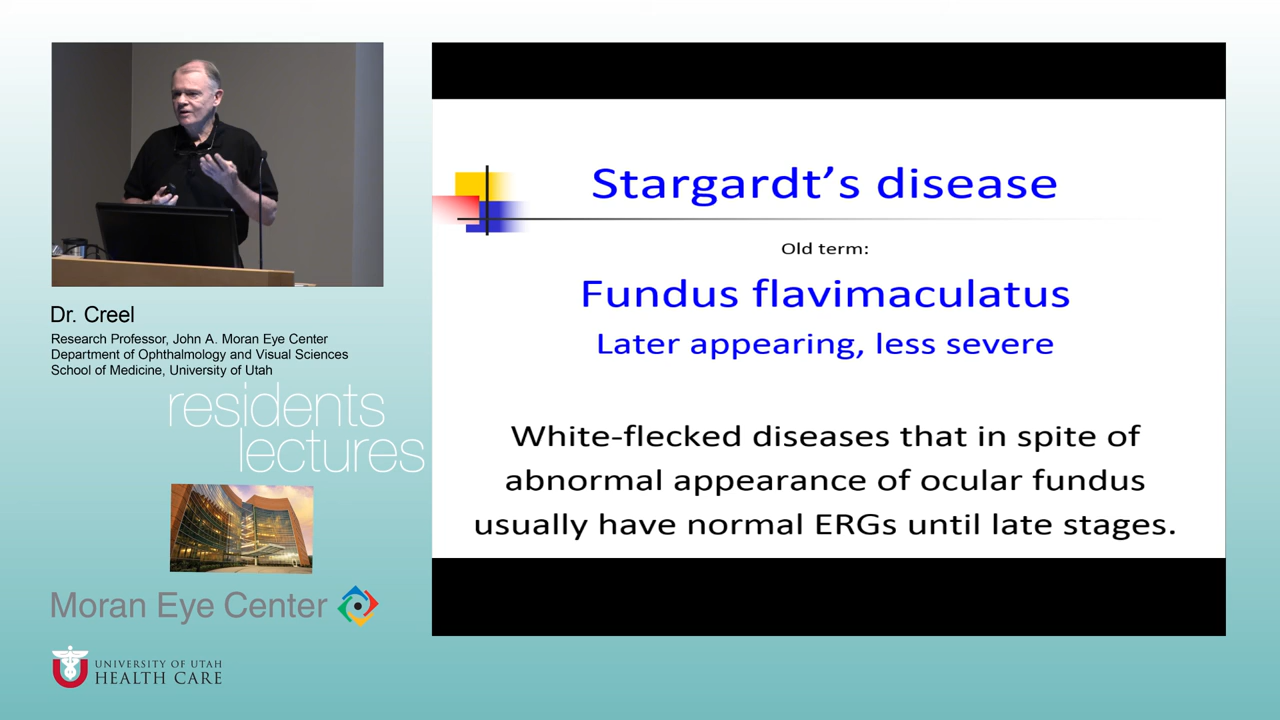 Dr. Creel
Research Professor, John A. Moran Eye Center
Department of Ophthalmology and Visual Sciences
School of Medicine, University of Utah
residents
lectures
Moran Eye Center
UNIVERSITY OF UTAH
HEALTH CARE
Stargardt’s disease
Old term:
Fundus flavimaculatus
Later appearing, less severe
White-flecked diseases that in spite of
abnormal appearance of ocular fundus
usually have normal ERGs until late stages.